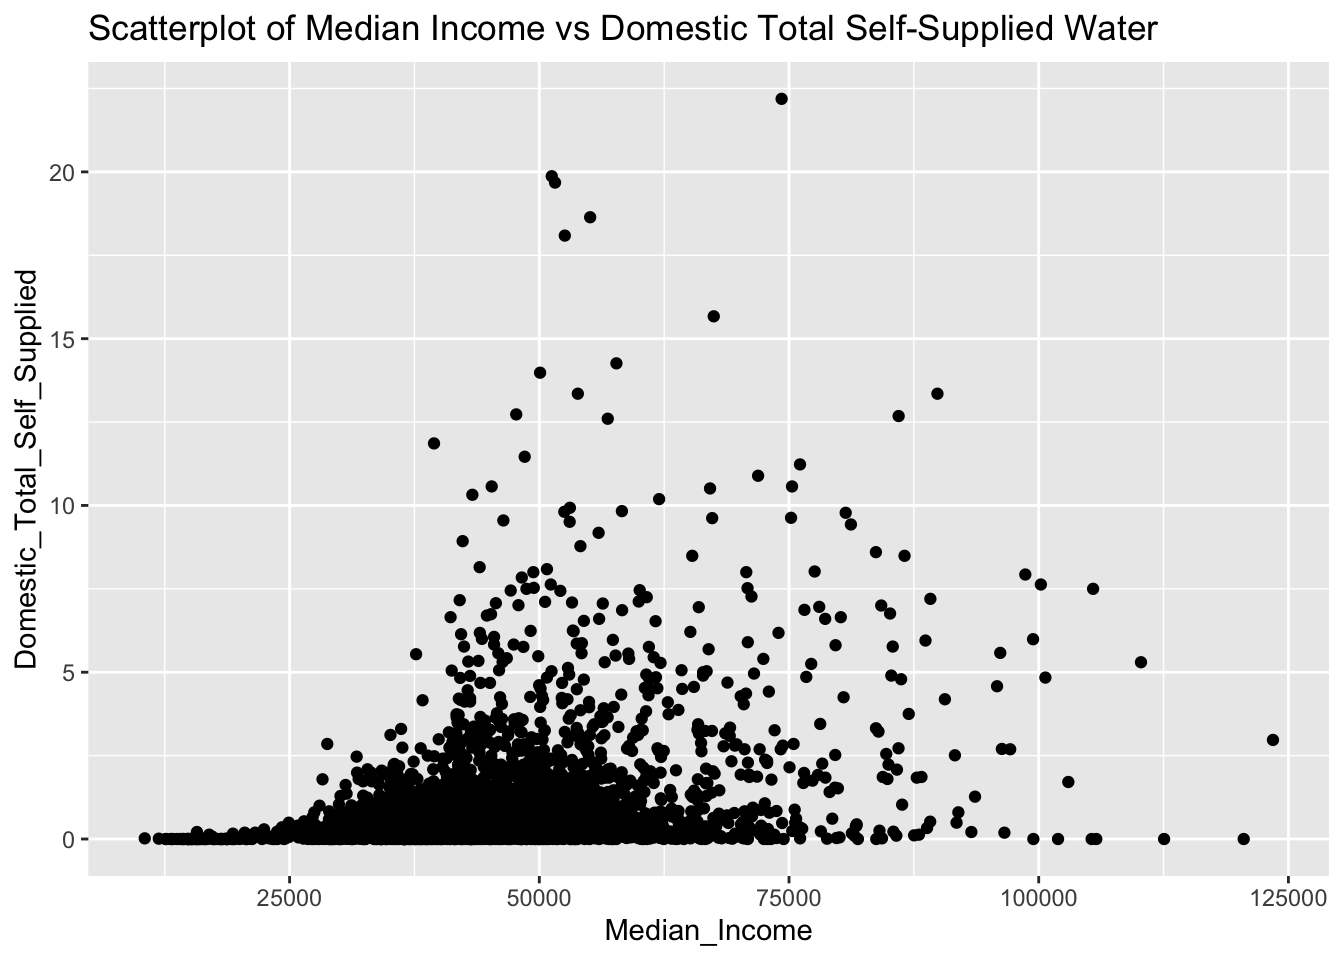 Scatterplot of Median Income vs Domestic Total Self-Supplied Water
Domestic_Total_Self_Supplied
20
15
10
5
0
25000 50000 75000 100000 125000
Median_Income